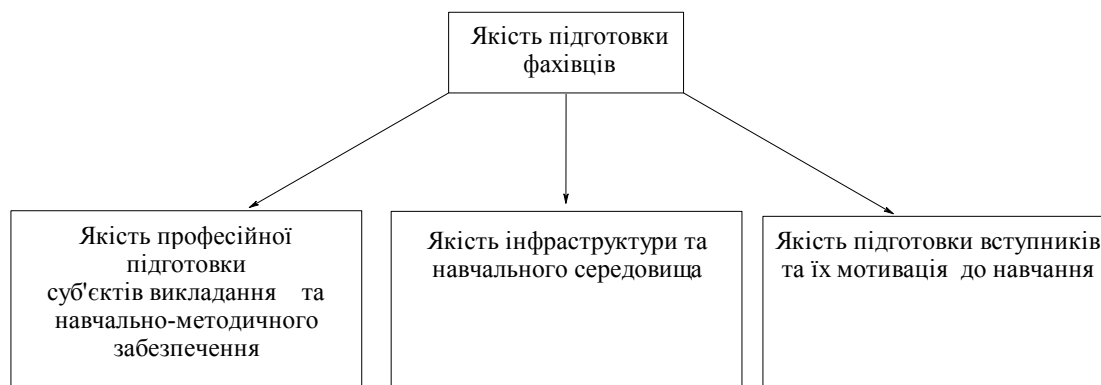 Якість підготовки
фахівців
Якість професійної
підготовки
суб'єктів викладання та
навчально-методичного
забезпечення
Якість інфраструктури та
навчального середовища
Якість підготовки вступників
та їх мотивація до навчання